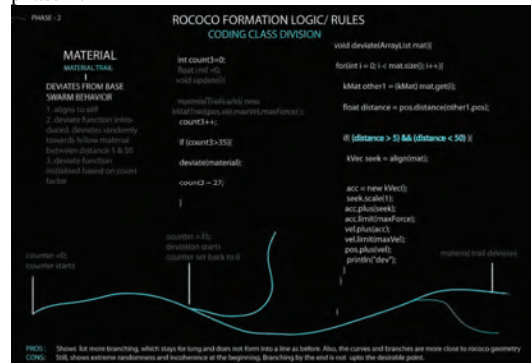 PHASE - 2
ROCOCO FORMATION LOGIC/ RULES
CODING CLASS DIVISION
MATERIAL
MATERIAL TRAIL
DEVIATES FROM BASE
SWARM BEHAVIOR
1. aligns to self
2. deviate function intro-
duced, deviates randomly
towards fellow material
between distance 5 & 50
3. deviate function
initialised based on count
factor
int count3=0;
float rnd =0;
void update(){
count3++;
if (count3>35){
deviate(material);
count3 = 27;
}
void deviate(ArrayList mat){
for(int i = 0; i < mat.size(); i++){
kMat other1 = (kMat) mat.get(i);
float distance = pos.distance(other1.pos);
if( (distance > 5) && (distance < 50) ){
kVec seek = align(mat);
acc = new kVec();
seek.scale(1);
acc.plus(seek);
acc.limit(maxForce);
vel.plus(acc);
vel.limit(maxVel);
pos.plus(vel);
println("dev");
}
}
}
counter =0;
counter starts
deviation starts
counter set back to 0
PROS : Shows lot more branching, which stays for long and does not form into a line as before. Also, the curves and branches are more close to rococo geometry
CONS: Still, shows extreme randomness and incoherence at the beginning. Branching by the end is not upto the desirable point.